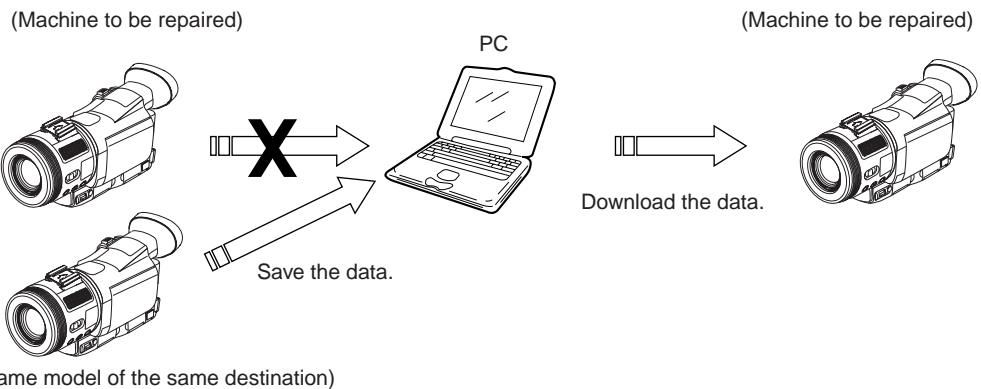 (Machine to be repaired)
(Machine to be repaired)
PC
Download the data.
Save the data.
ame model of the same destination)